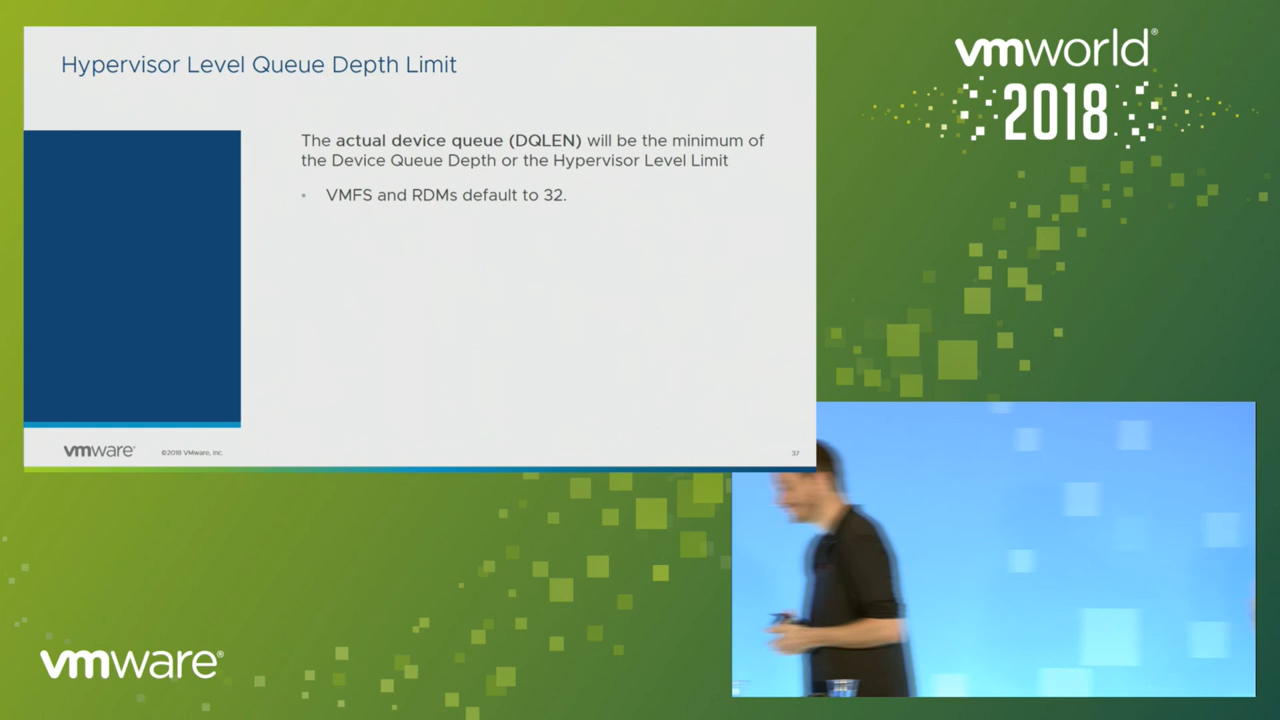 Hypervisor Level Queue Depth Limit
The actual device queue (DQLEN) will be the minimum of
the Device Queue Depth or the Hypervisor Level Limit
• VMFS and RDMs default to 32.
vmware®
©2018 VMware, Inc.
37
vmworld®
2018
vmware®